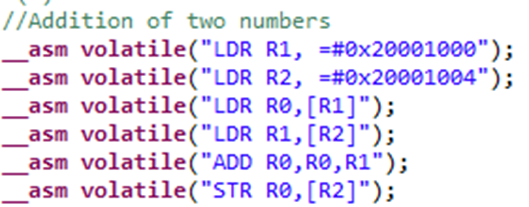 //Addition of two numbers
__asm volatile("LDR R1, =#0x20001000");
__asm volatile("LDR R2, =#0x20001004");
__asm volatile("LDR R0,[R1]");
__asm volatile("LDR R1,[R2]");
__asm volatile("ADD R0,R0,R1");
__asm volatile("STR R0,[R2]");